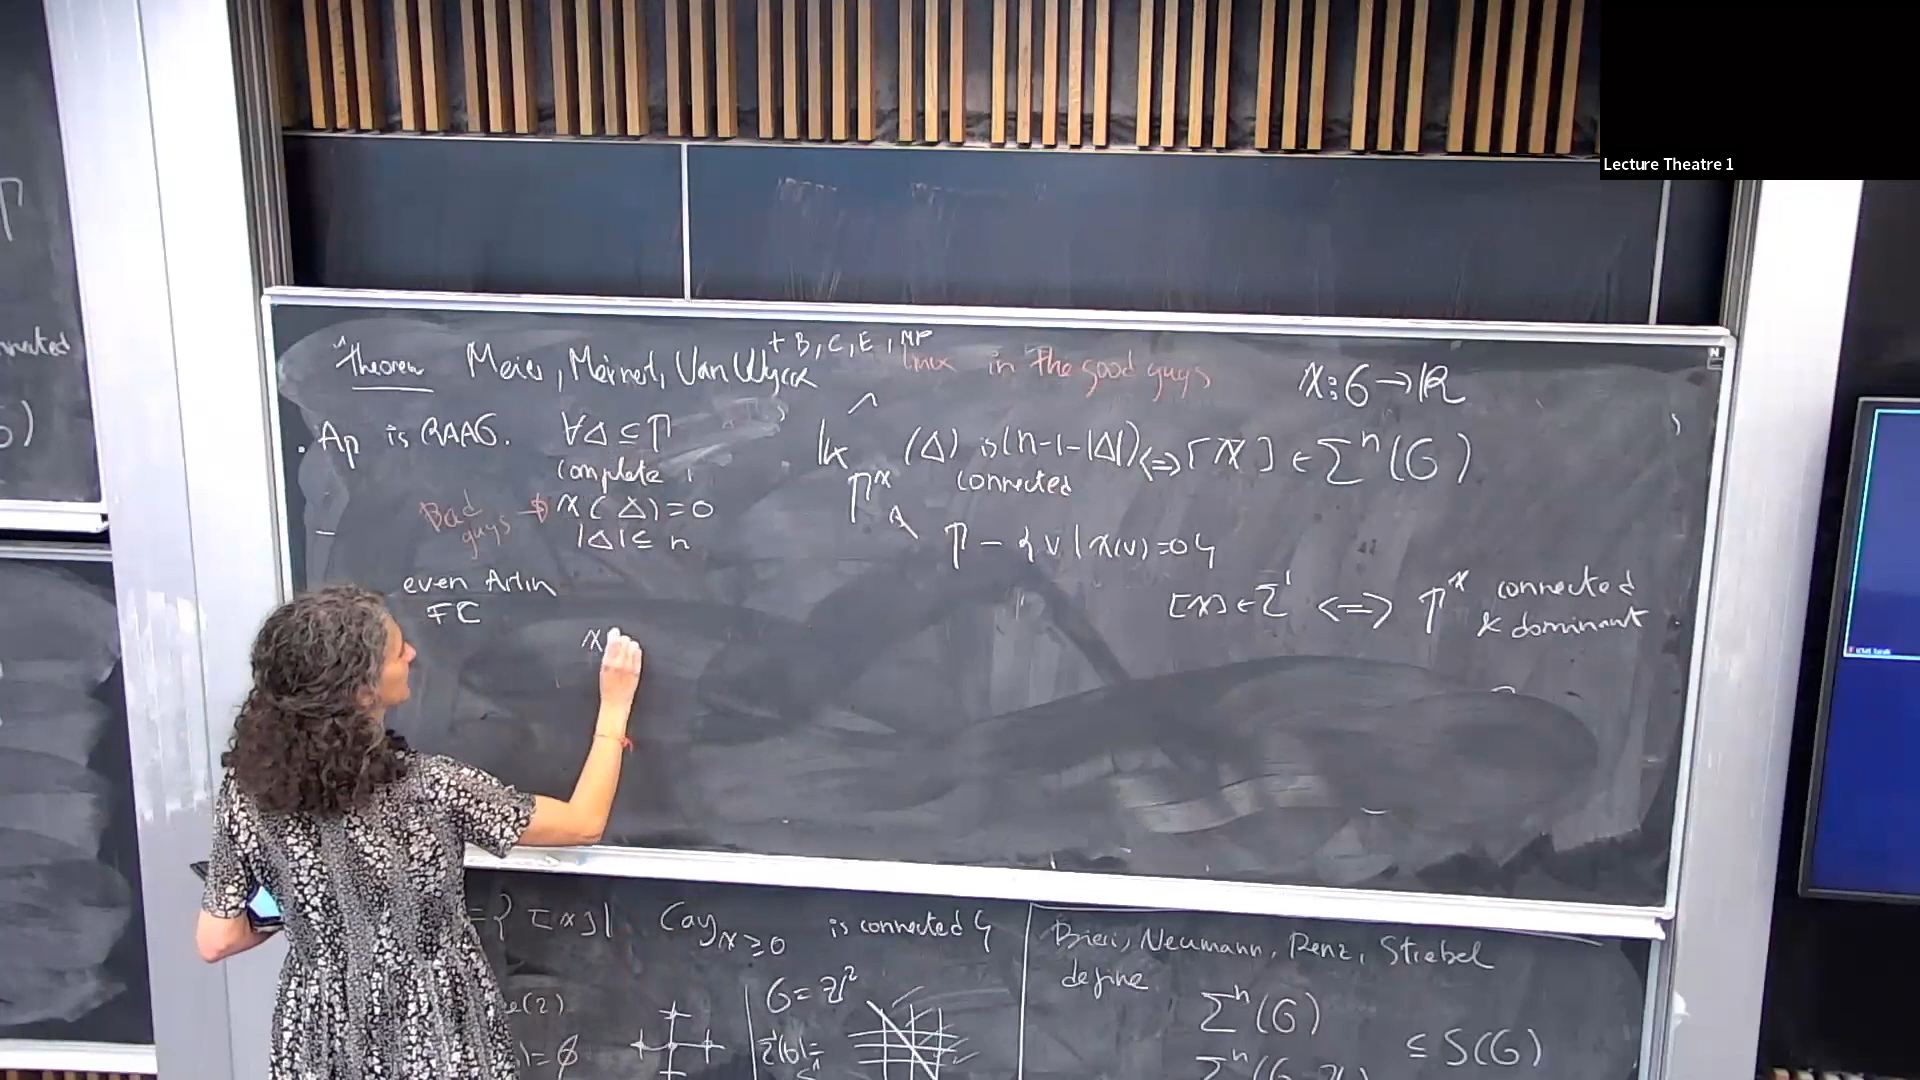 Lecture Theatre 1
"Theorem Meier, Meinert, Van Wyck + B, C, E, MP
link in the good guys
χ: G → ℝ
. A_Γ is RAAG. ∀Δ ⊆ Γ
complete
Bad guys → χ(Δ) = 0
|Δ| ≤ n
lk_{Γ^χ} (Δ) is (n-1-|Δ|) ⇔ [χ] ∈ Σⁿ(G)
connected
Γ - {v | χ(v) = 0}
even Artin
FC
[χ] ∈ Σ¹ ⇔ Γ^χ connected
& dominant
χ
= { [χ] | Cay_{χ≥0} is connected }
G = ℤ²
Bieri, Neumann, Renz, Strebel
define
Σⁿ(G)
⊆ S(G)
) = ∅